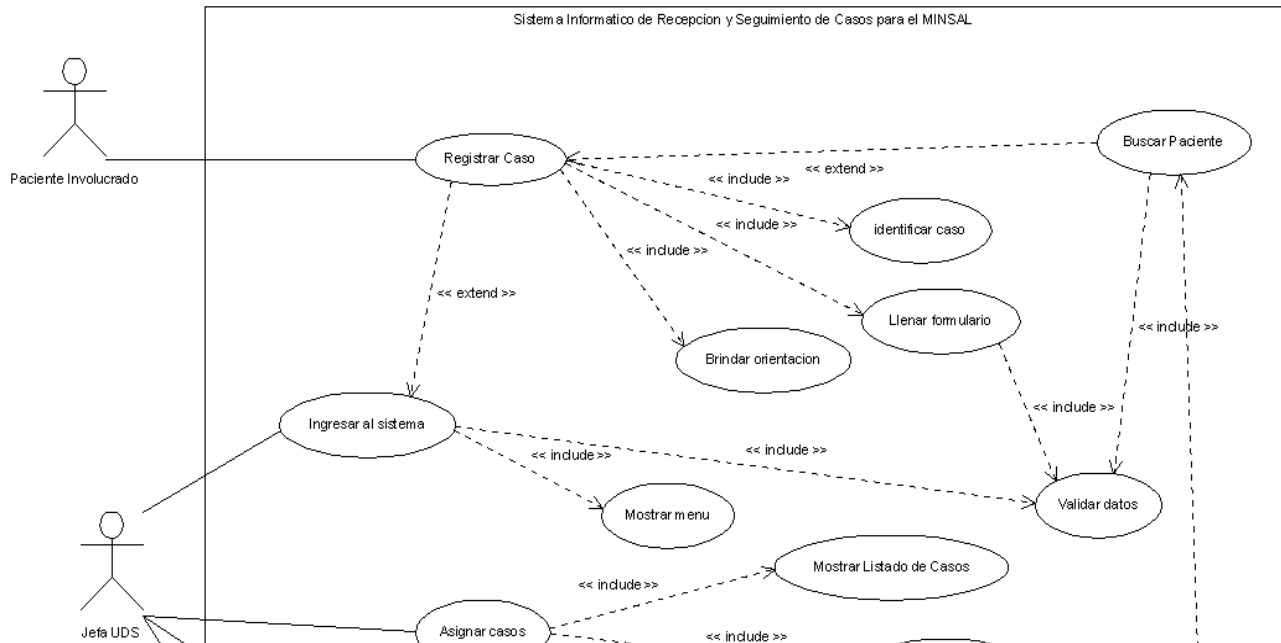 Sistema Informatico de Recepcion y Seguimiento de Casos para el MINSAL
Paciente Involucrado
Registrar Caso
Buscar Paciente
<< extend >>
<< include >>
<< include >>
identificar caso
<< include >>
<< extend >>
Llenar formulario
<< include >>
Brindar orientacion
<< include >>
Ingresar al sistema
<< include >>
<< include >>
Mostrar menu
Validar datos
Mostrar Listado de Casos
<< include >>
Jefa UDS
Asignar casos
<< include >>